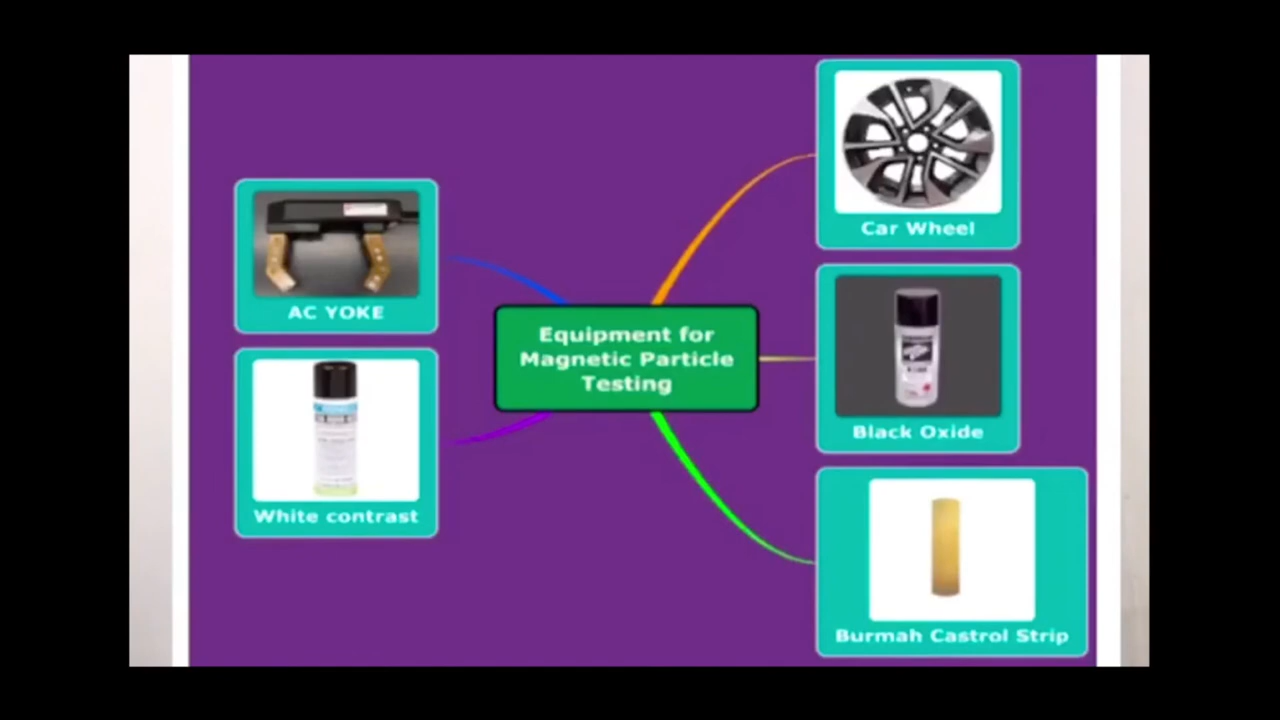 Equipment for
Magnetic Particle
Testing
AC YOKE
White contrast
Car Wheel
Black Oxide
Burmah Castrol Strip